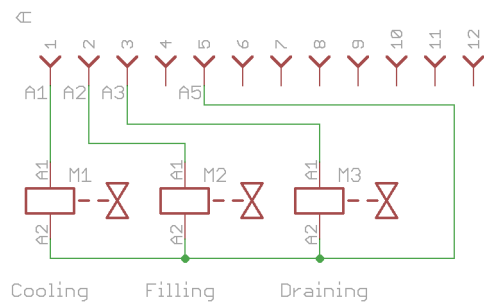 A
1 2 3 4 5 6 7 8 9 10 11 12
A1 A2 A3 A5
A1 M1 A1 M2 A1 M3
A2 A2 A2
Cooling Filling Draining